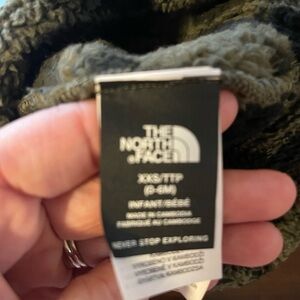 THE
NORTH
FACE
XXS/TTP
(0-6M)
INFANT/BÉBÉ
MADE IN CAMBODIA
FABRIQUÉ AU CAMBODGE
NEVER STOP EXPLORING